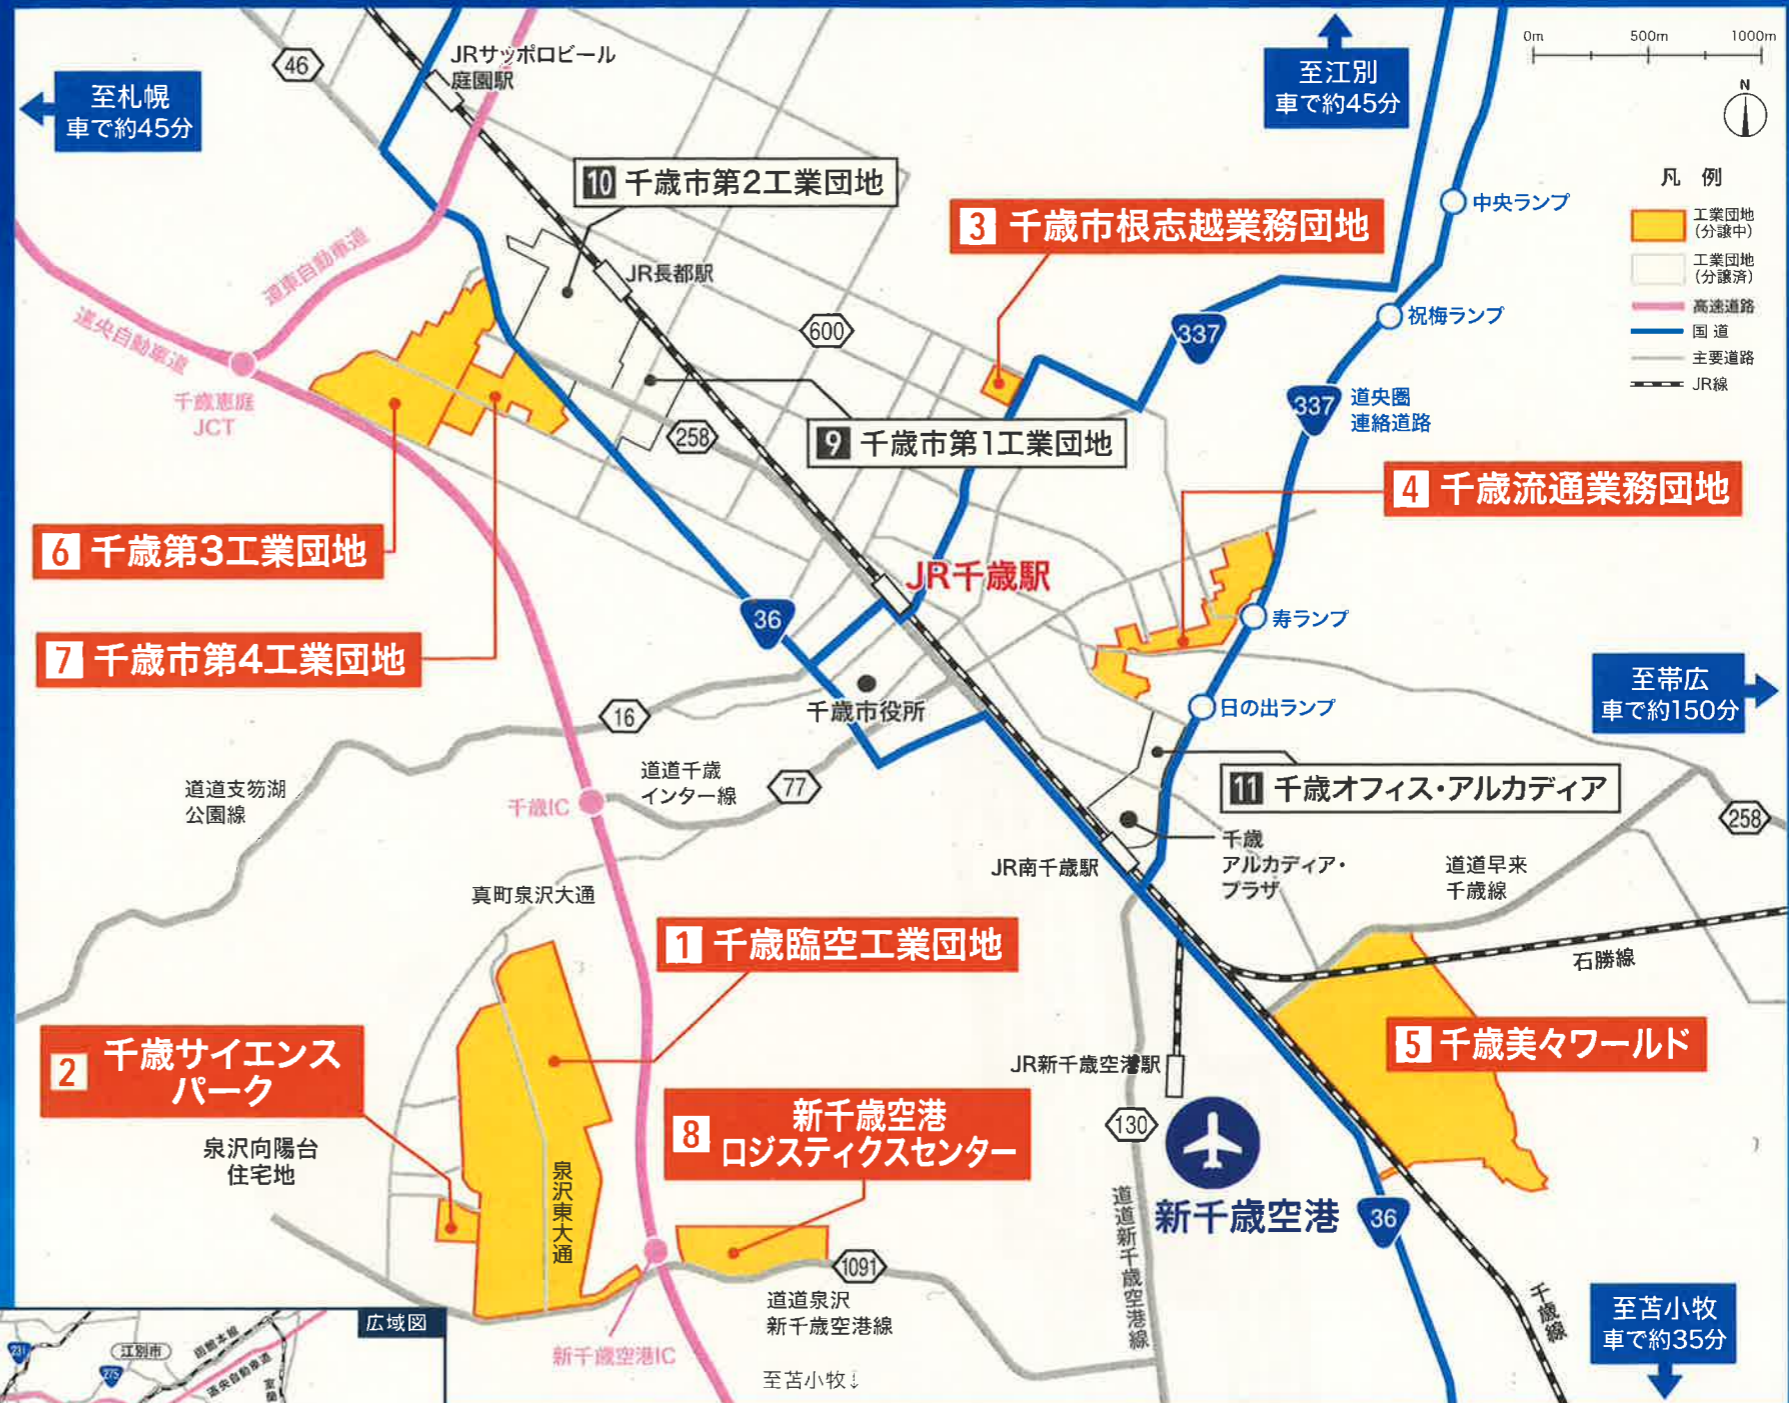 46
JRサッポロビール
庭園駅
至札幌
車で約45分
至江別
車で約45分
0m 500m 1000m
N
凡 例
工業団地
(分譲中)
工業団地
(分譲済)
高速道路
国 道
主要道路
JR線
10 千歳市第2工業団地
3 千歳市根志越業務団地
中央ランプ
祝梅ランプ
JR長都駅
道東自動車道
道央自動車道
600
337
337
道央圏
連絡道路
千歳恵庭
JCT
258
9 千歳市第1工業団地
4 千歳流通業務団地
6 千歳第3工業団地
JR千歳駅
36
寿ランプ
7 千歳市第4工業団地
至帯広
車で約150分
16
千歳市役所
日の出ランプ
道道支笏湖
公園線
道道千歳
インター線
77
千歳IC
11 千歳オフィス・アルカディア
258
JR南千歳駅
千歳
アルカディア・
プラザ
道道早来
千歳線
真町泉沢大通
1 千歳臨空工業団地
石勝線
2 千歳サイエンス
パーク
5 千歳美々ワールド
JR新千歳空港駅
8 新千歳空港
ロジスティクスセンター
130
泉沢向陽台
住宅地
泉沢東大通
道道新千歳空港線
新千歳空港
36
1091
道道泉沢
新千歳空港線
千歳線
至苫小牧
車で約35分
新千歳空港IC
至苫小牧↓
広域図
231
江別市
275
函館本線
道央自動車道
室蘭